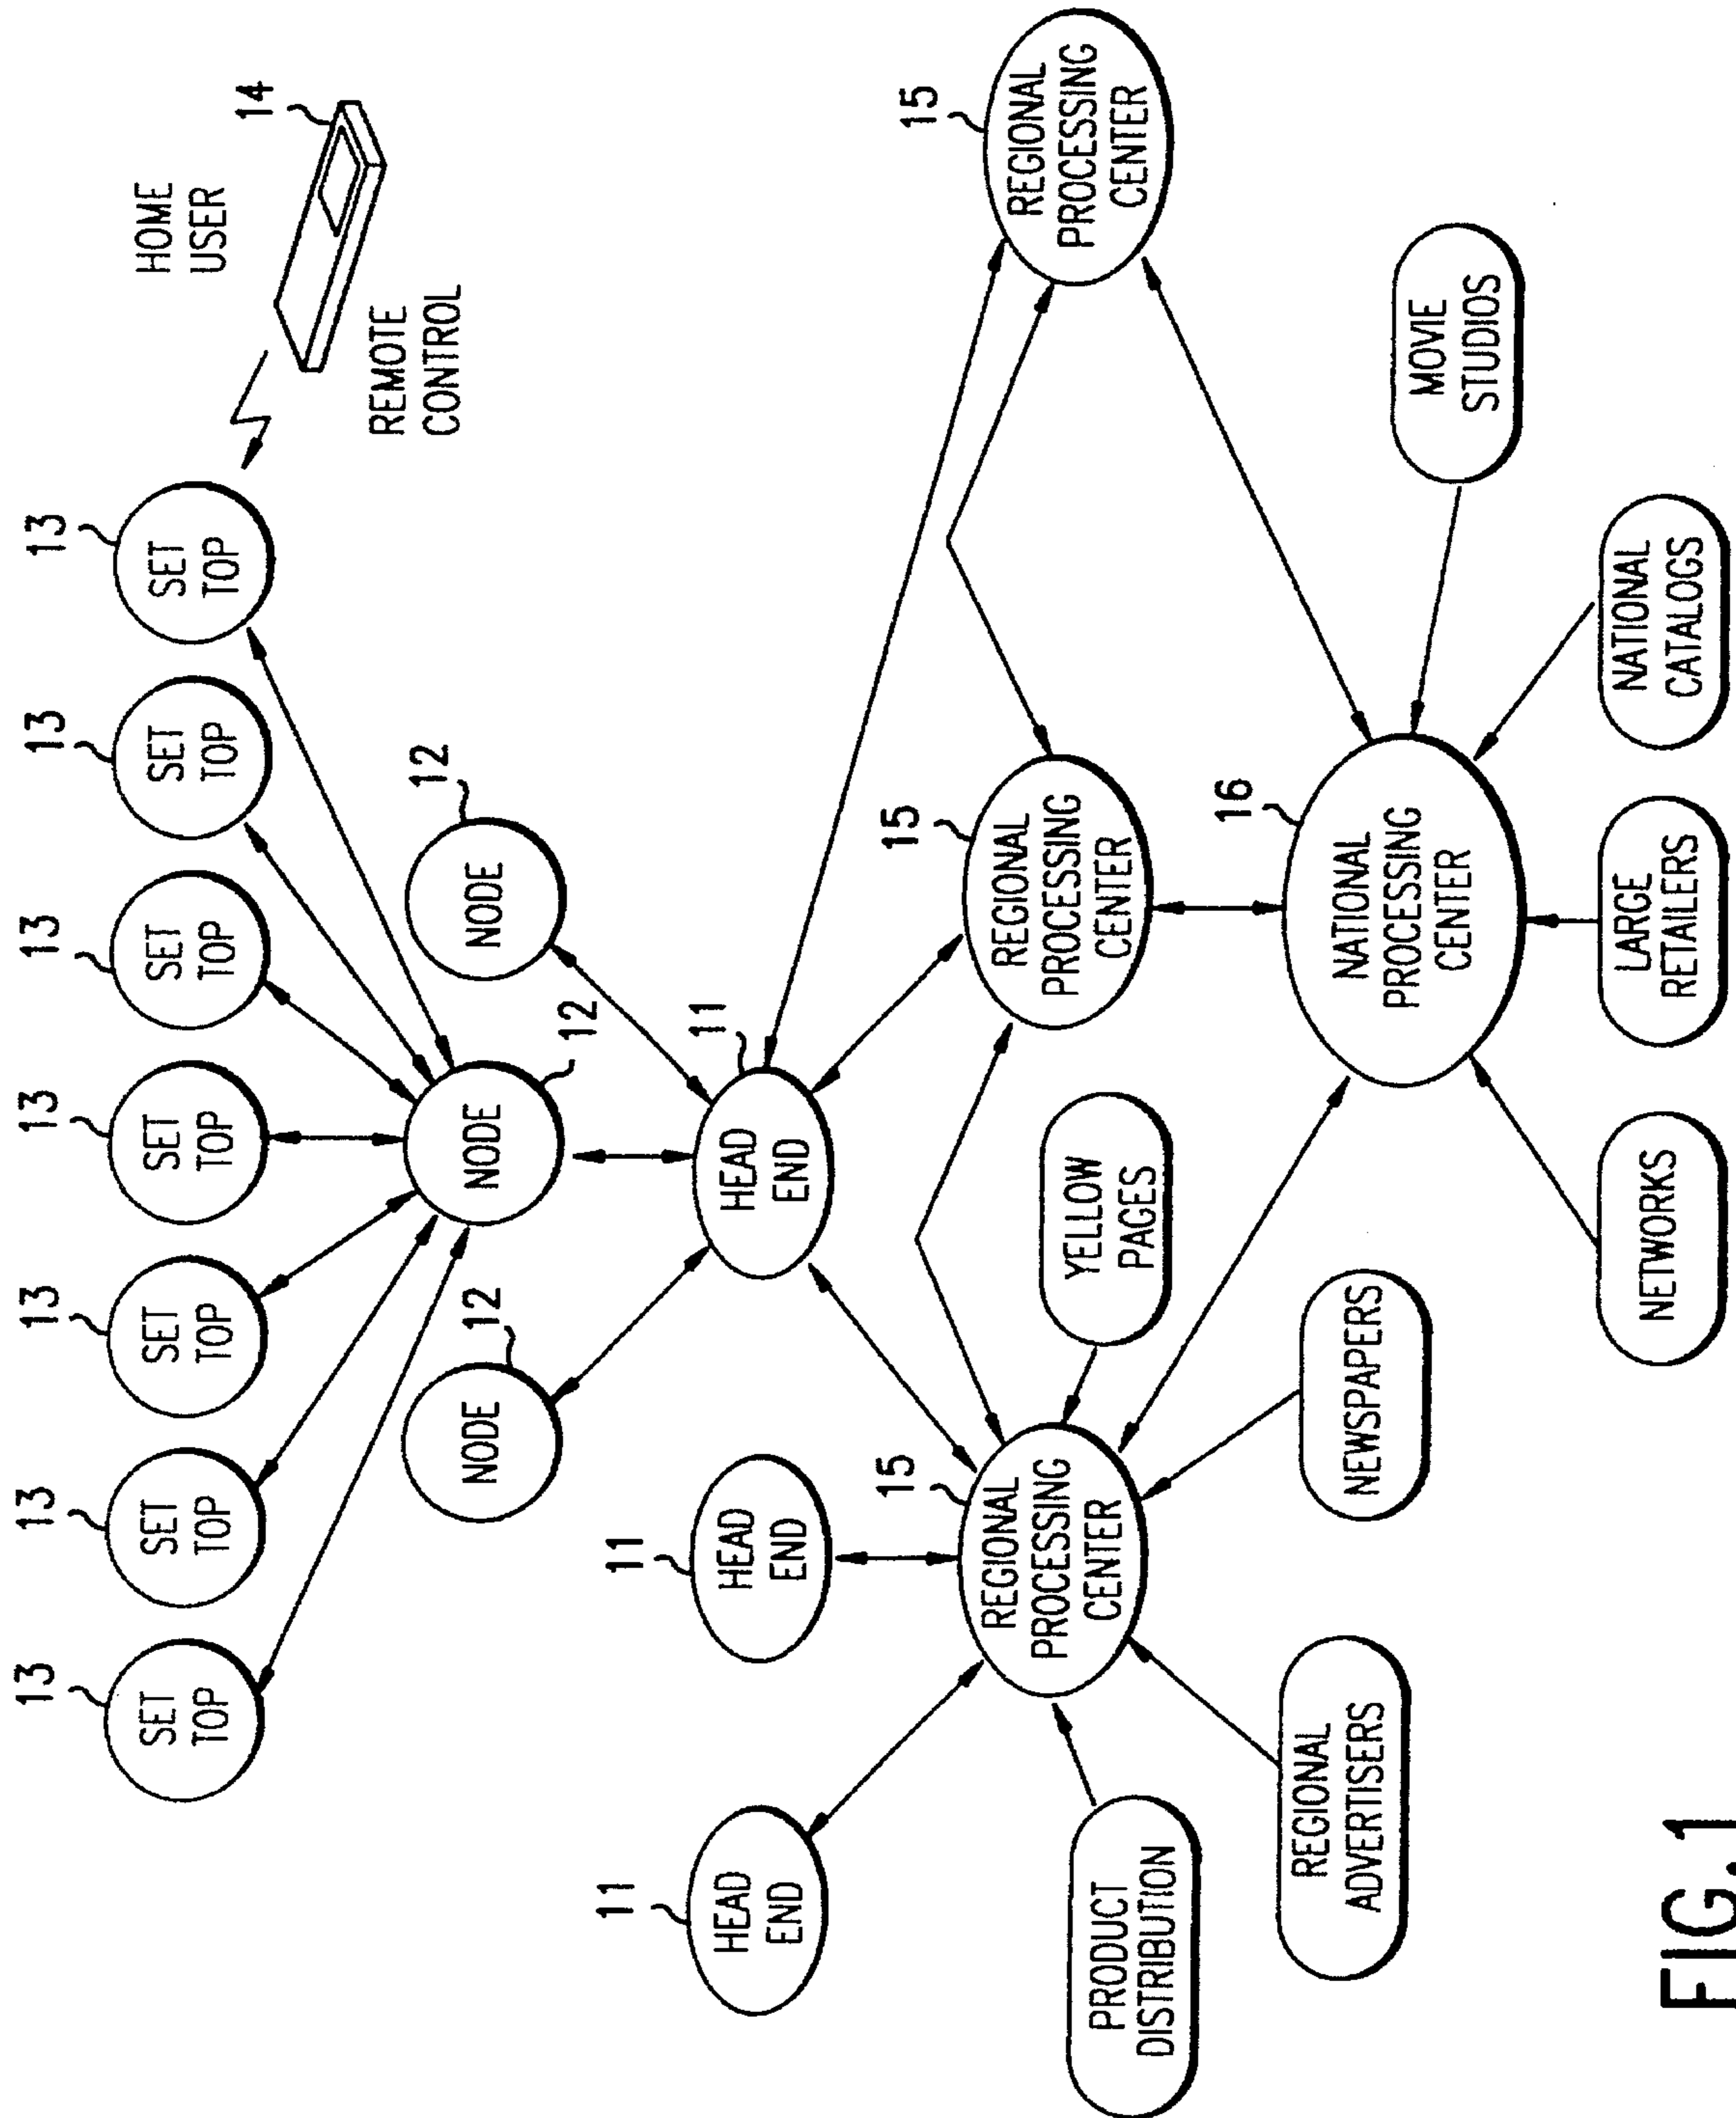 HOME
USER
14
REMOTE
CONTROL
13
13
13
13
13
13
13
SET
TOP
SET
TOP
SET
TOP
SET
TOP
SET
TOP
SET
TOP
SET
TOP
12
NODE
12
NODE
12
NODE
11
HEAD
END
11
HEAD
END
11
HEAD
END
15
REGIONAL
PROCESSING
CENTER
15
REGIONAL
PROCESSING
CENTER
15
REGIONAL
PROCESSING
CENTER
PRODUCT
DISTRIBUTION
REGIONAL
ADVERTISERS
NEWSPAPERS
YELLOW
PAGES
16
NATIONAL
PROCESSING
CENTER
NETWORKS
LARGE
RETAILERS
NATIONAL
CATALOGS
MOVIE
STUDIOS
FIG.1